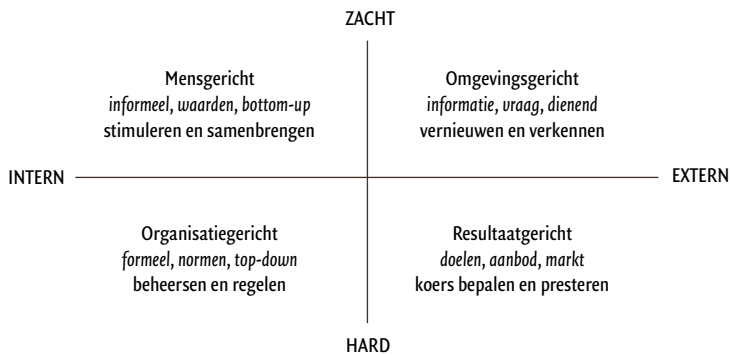 ZACHT
Mensgericht
informeel, waarden, bottom-up
stimuleren en samenbrengen
Omgevingsgericht
informatie, vraag, dienend
vernieuwen en verkennen
INTERN
EXTERN
Organisatiegericht
formeel, normen, top-down
beheersen en regelen
Resultaatgericht
doelen, aanbod, markt
koers bepalen en presteren
HARD